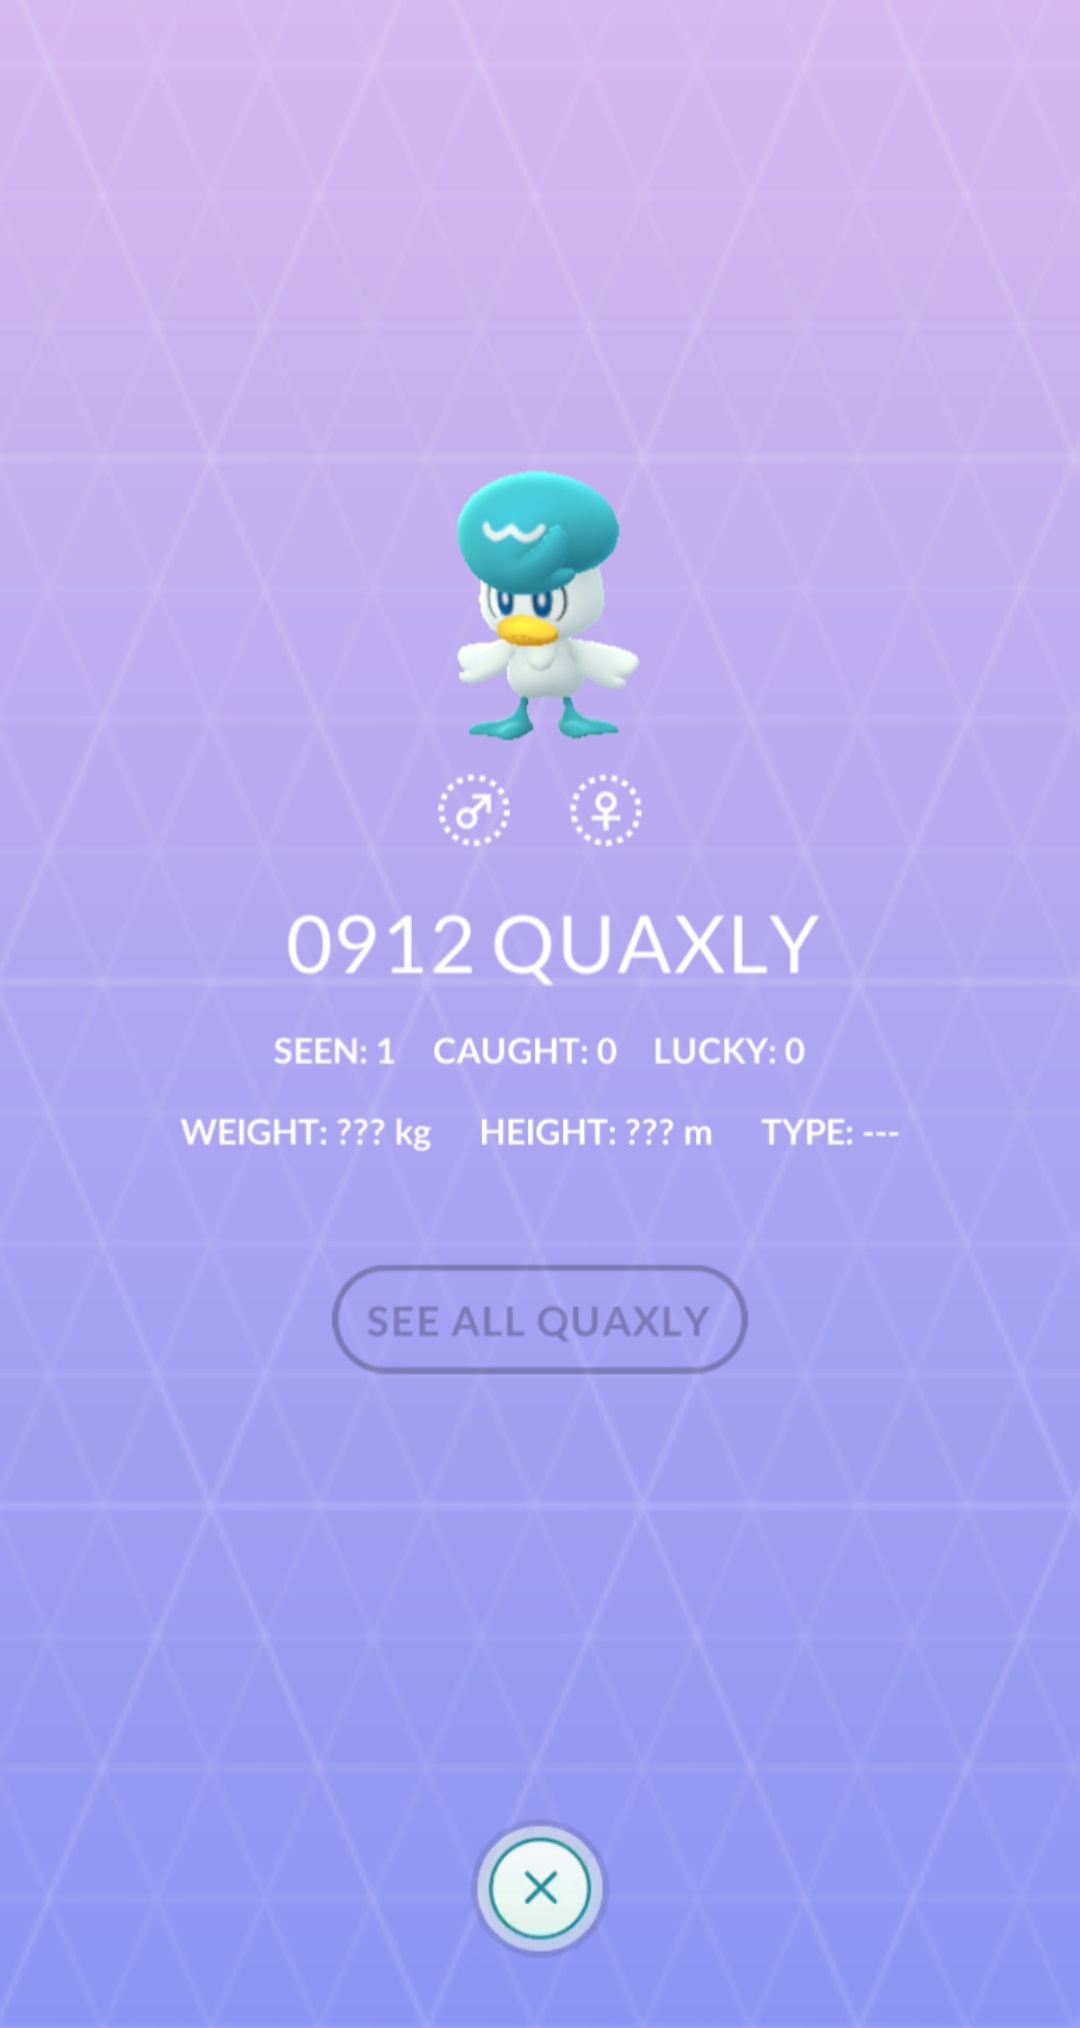 0912 QUAXLY
SEEN: 1 CAUGHT: 0 LUCKY: 0
WEIGHT: ??? kg HEIGHT: ??? m TYPE: ---
SEE ALL QUAXLY